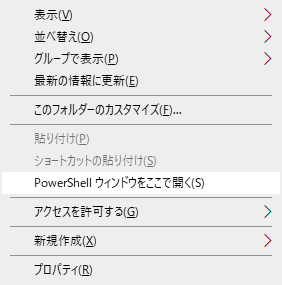 表示(V)
並べ替え(O)
グループで表示(P)
最新の情報に更新(E)
このフォルダーのカスタマイズ(F)...
貼り付け(P)
ショートカットの貼り付け(S)
PowerShell ウィンドウをここで開く(S)
アクセスを許可する(G)
新規作成(X)
プロパティ(R)